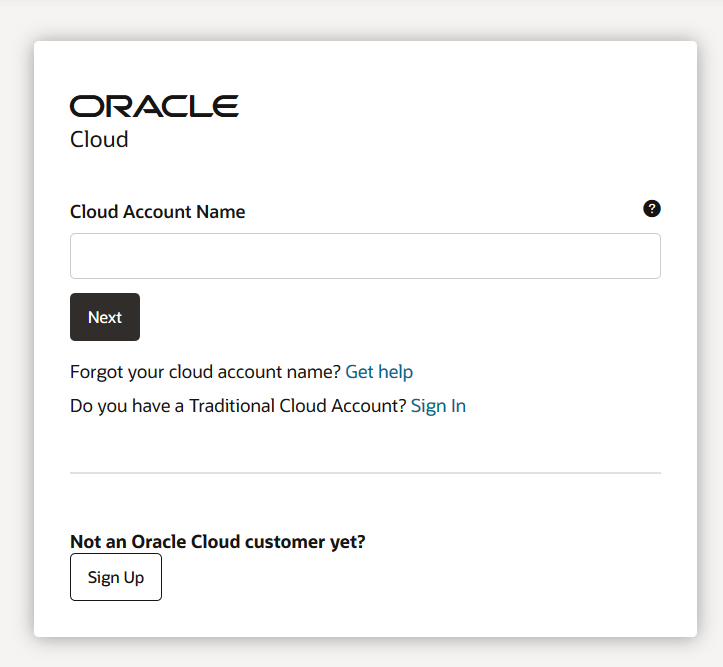 ORACLE
Cloud
Cloud Account Name
?
Next
Forgot your cloud account name? Get help
Do you have a Traditional Cloud Account? Sign In
Not an Oracle Cloud customer yet?
Sign Up